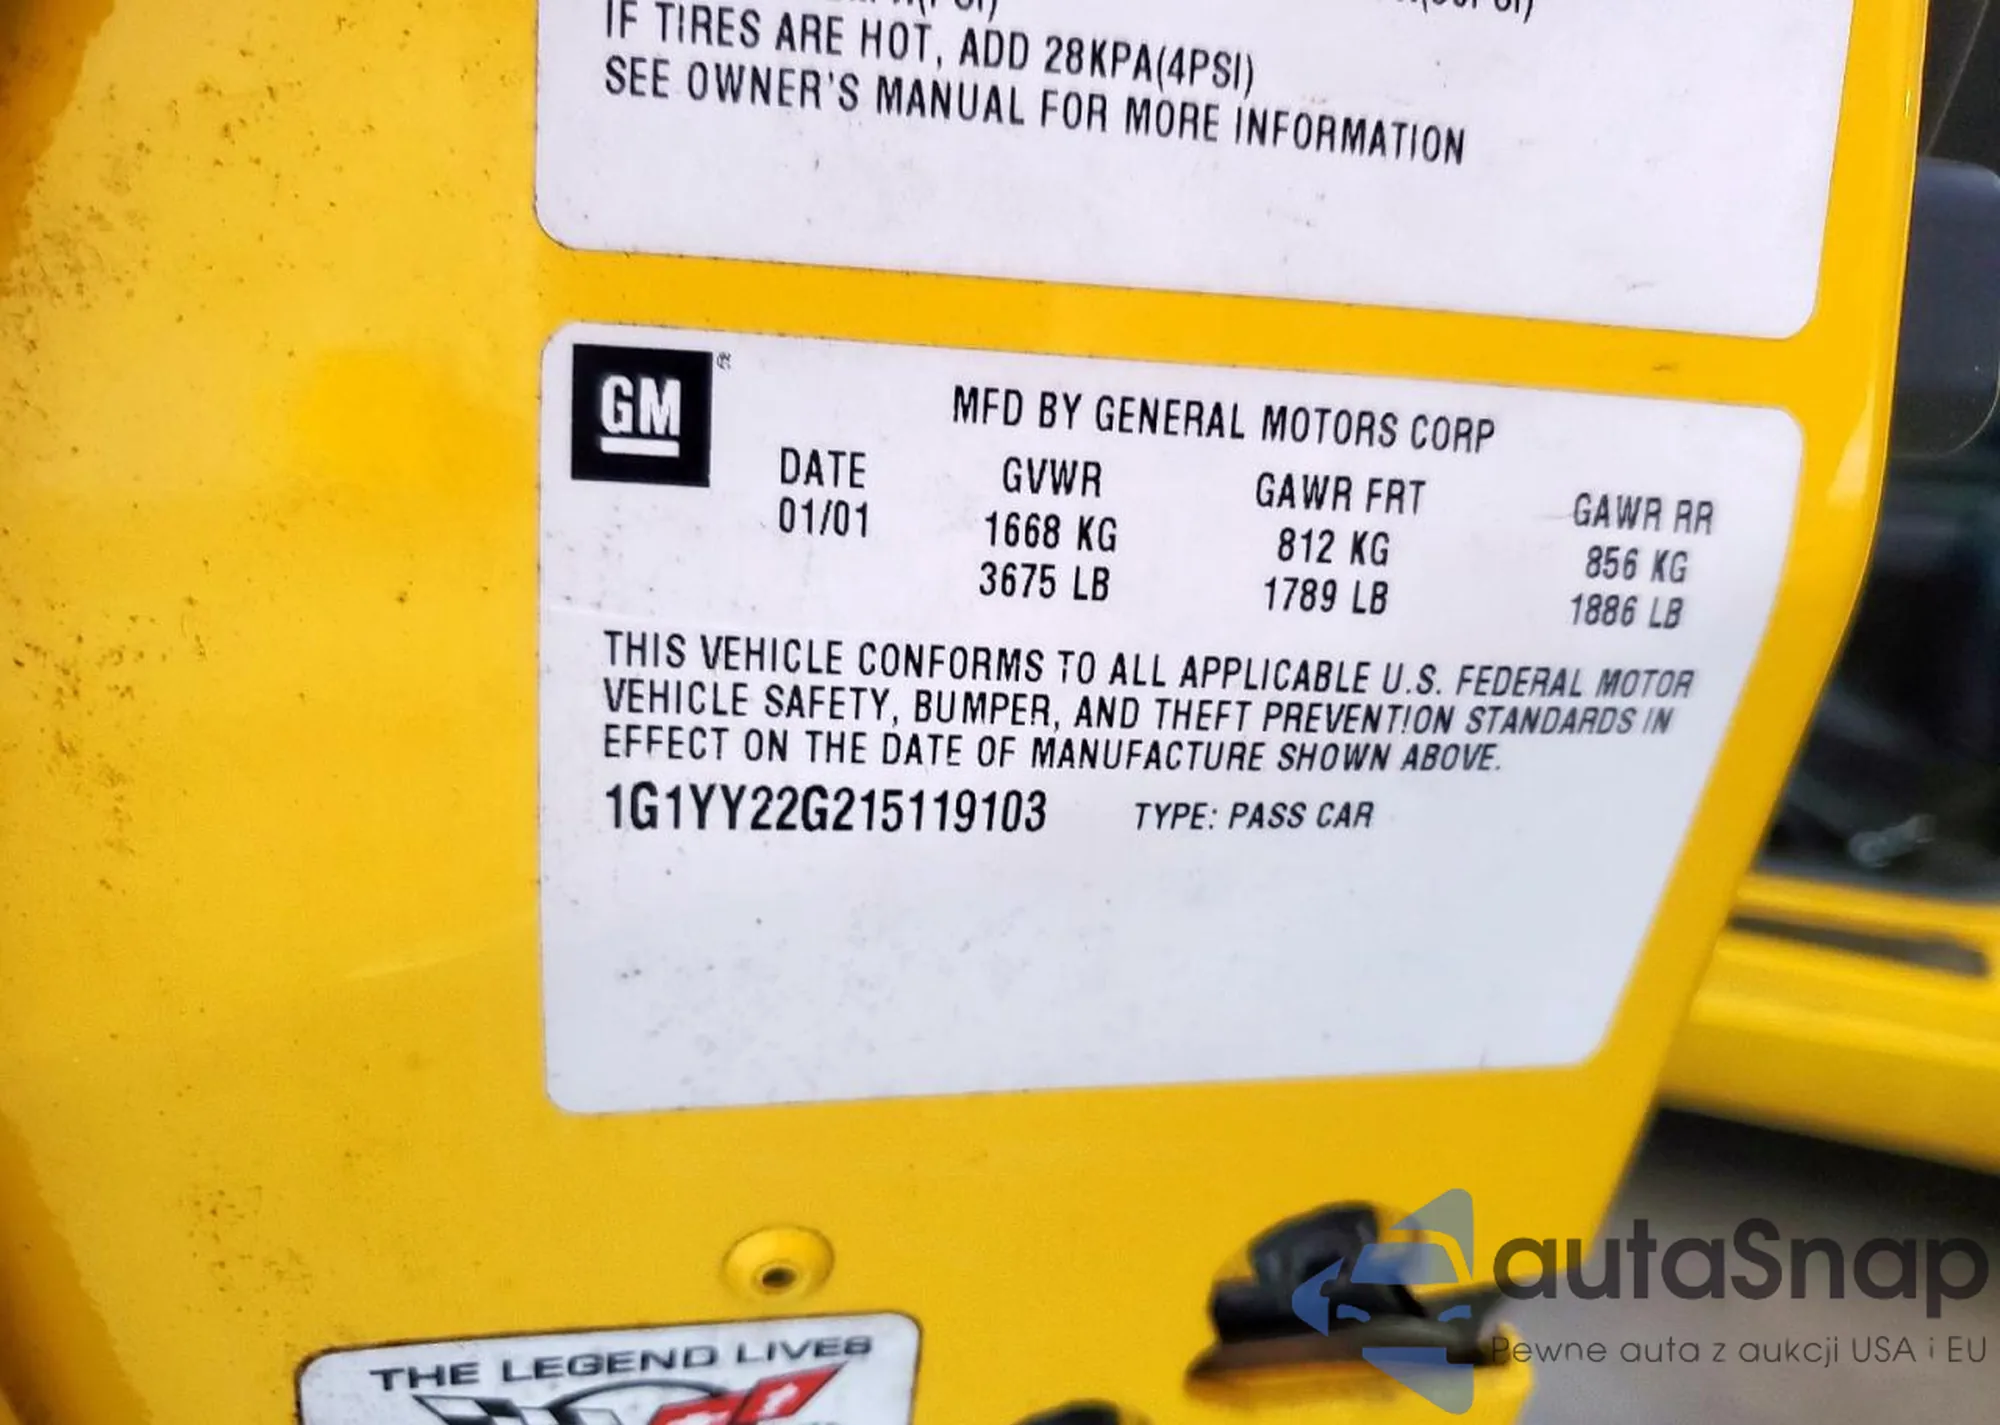 IF TIRES ARE HOT, ADD 28KPA(4PSI)
SEE OWNER'S MANUAL FOR MORE INFORMATION
GM
MFD BY GENERAL MOTORS CORP
DATE GVWR GAWR FRT GAWR RR
01/01 1668 KG 812 KG 856 KG
3675 LB 1789 LB 1886 LB
THIS VEHICLE CONFORMS TO ALL APPLICABLE U.S. FEDERAL MOTOR
VEHICLE SAFETY, BUMPER, AND THEFT PREVENTION STANDARDS IN
EFFECT ON THE DATE OF MANUFACTURE SHOWN ABOVE.
1G1YY22G215119103 TYPE: PASS CAR
THE LEGEND LIVES
autaSnap
Pewne auta z aukcji USA i EU